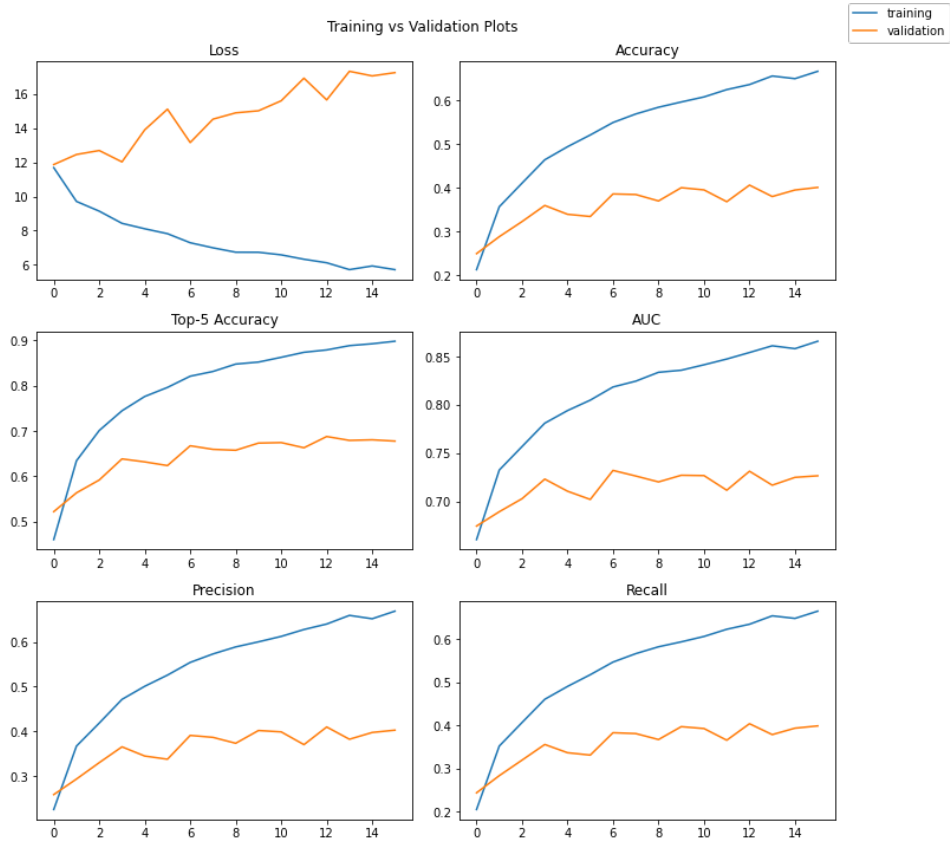 training
validation
Training vs Validation Plots
Loss
16
14
12
10
8
6
0 2 4 6 8 10 12 14
Accuracy
0.6
0.5
0.4
0.3
0.2
0 2 4 6 8 10 12 14
Top-5 Accuracy
0.9
0.8
0.7
0.6
0.5
0 2 4 6 8 10 12 14
AUC
0.85
0.80
0.75
0.70
0 2 4 6 8 10 12 14
Precision
0.6
0.5
0.4
0.3
0 2 4 6 8 10 12 14
Recall
0.6
0.5
0.4
0.3
0.2
0 2 4 6 8 10 12 14